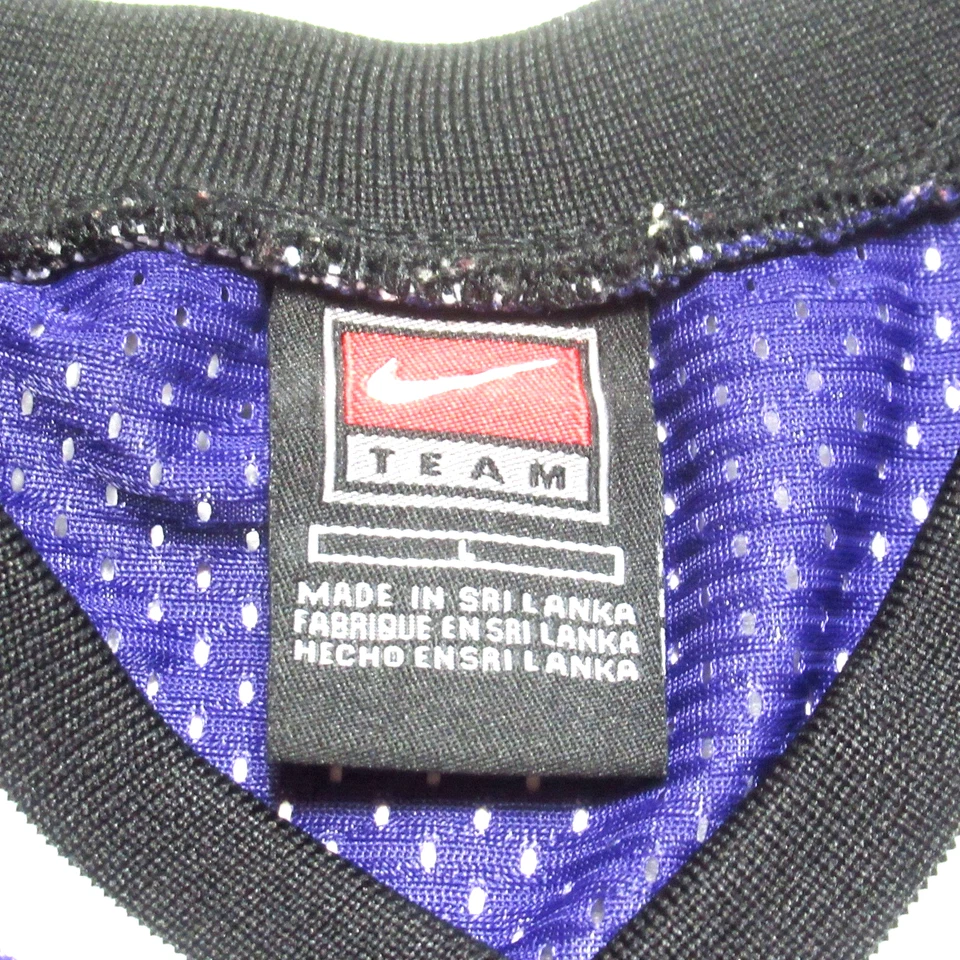 TEAM
L
MADE IN SRI LANKA
FABRIQUE EN SRI LANKA
HECHO EN SRI LANKA